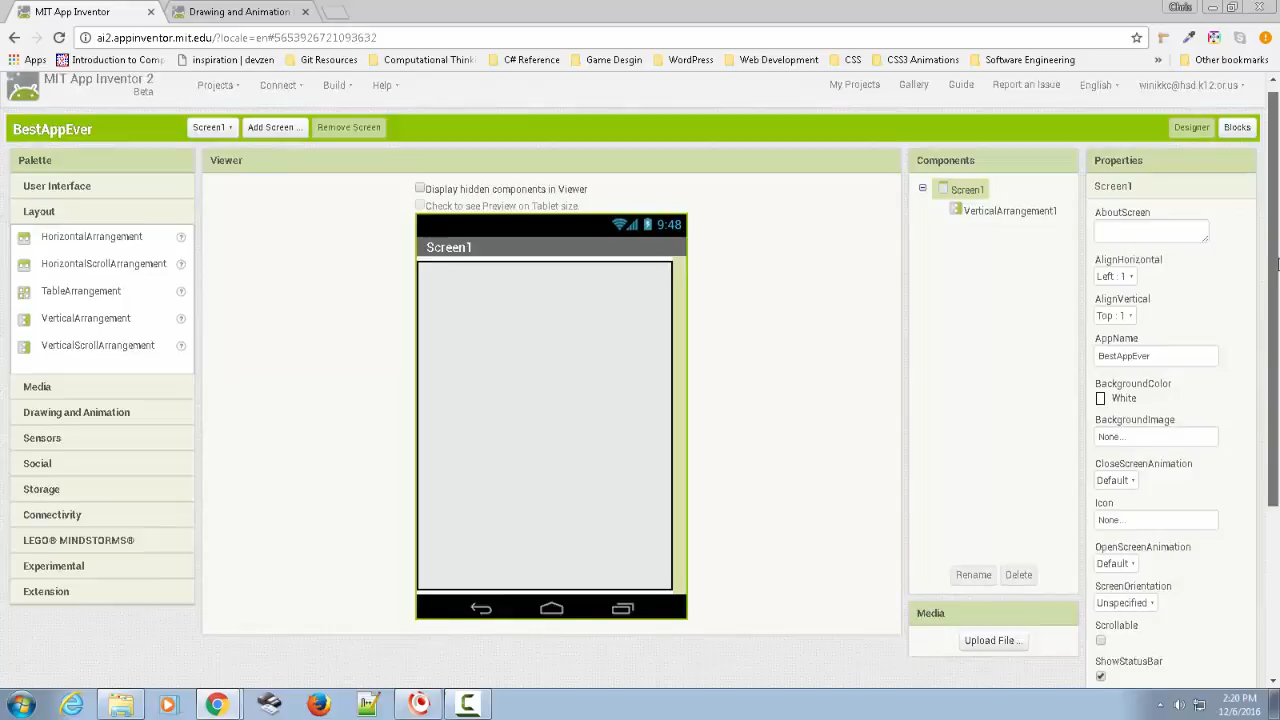 MIT App Inventor
Drawing and Animation
Chris
ai2.appinventor.mit.edu/?locale=en#5653926721093632
Apps
Introduction to Comp
inspiration | devzen
Git Resources
Computational Think
C# Reference
Game Desgin
WordPress
Web Development
CSS
CSS3 Animations
Software Engineering
»
Other bookmarks
MIT App Inventor 2
Beta
Projects
Connect
Build
Help
My Projects
Gallery
Guide
Report an Issue
English
winikkc@hsd.k12.or.us
BestAppEver
Screen1
Add Screen ...
Remove Screen
Designer
Blocks
Palette
User Interface
Layout
HorizontalArrangement
HorizontalScrollArrangement
TableArrangement
VerticalArrangement
VerticalScrollArrangement
Media
Drawing and Animation
Sensors
Social
Storage
Connectivity
LEGO® MINDSTORMS®
Experimental
Extension
Viewer
Display hidden components in Viewer
Check to see Preview on Tablet size.
9:48
Screen1
Components
Screen1
VerticalArrangement1
Rename
Delete
Media
Upload File ...
Properties
Screen1
AboutScreen
AlignHorizontal
Left : 1
AlignVertical
Top : 1
AppName
BestAppEver
BackgroundColor
White
BackgroundImage
None...
CloseScreenAnimation
Default
Icon
None...
OpenScreenAnimation
Default
ScreenOrientation
Unspecified
Scrollable
ShowStatusBar
2:20 PM
12/6/2016